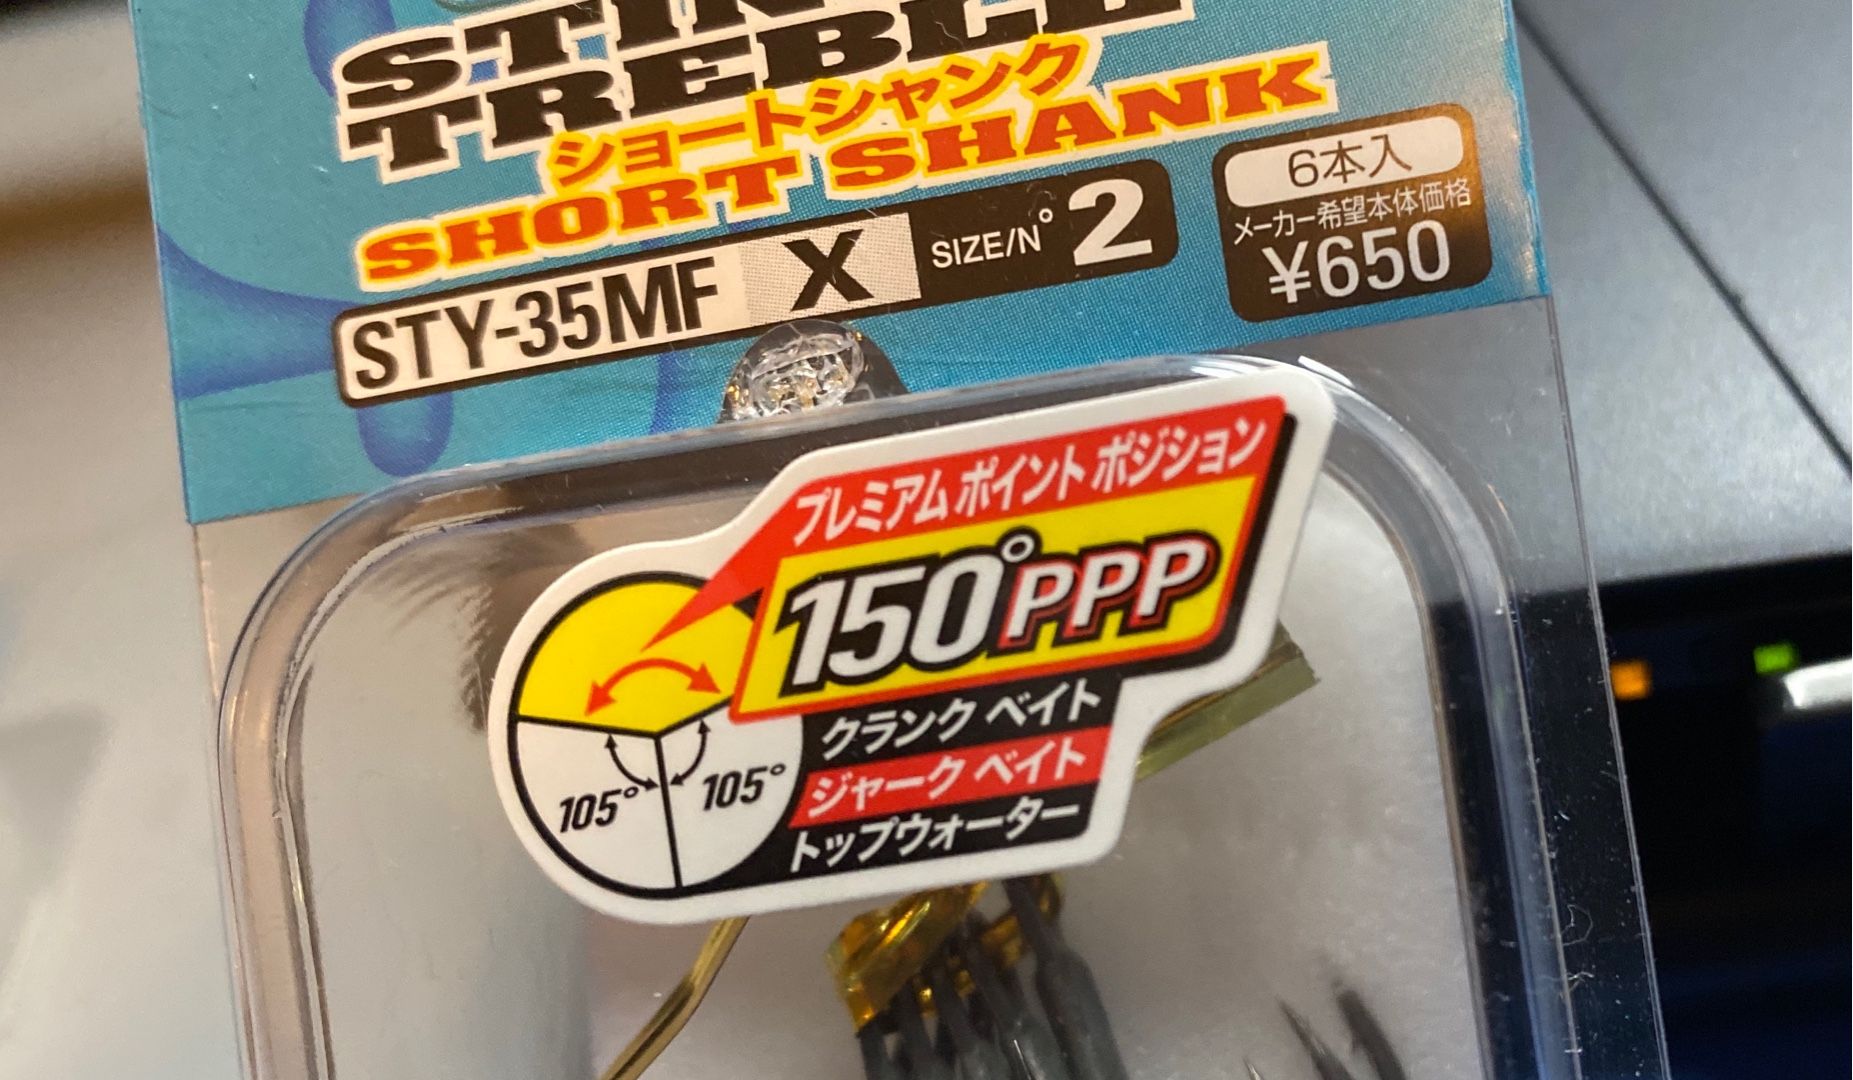 TREBLE
ショートシャンク
SHORT SHANK
STY-35MF X SIZE/N° 2
6本入
メーカー希望本体価格
¥650
プレミアム ポイント ポジション
150°PPP
クランク ベイト
ジャーク ベイト
トップウォーター
105° 105°